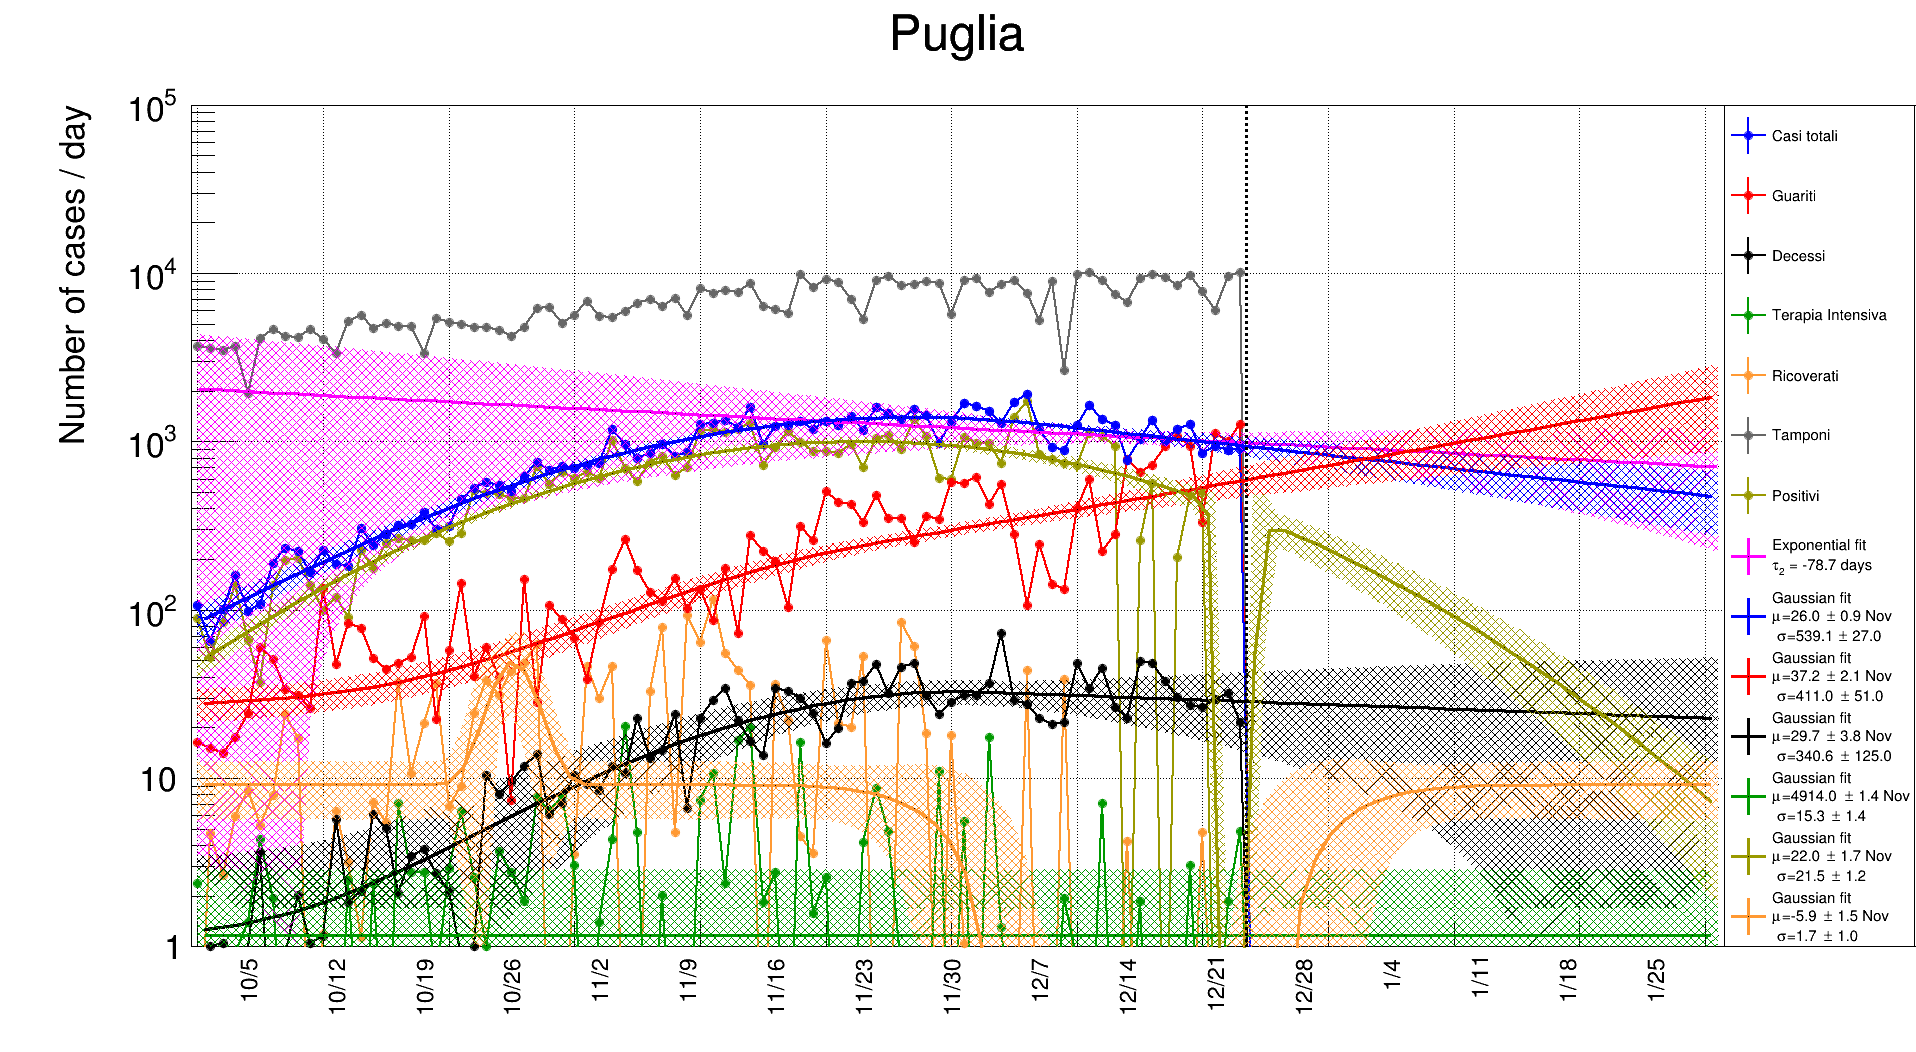 Puglia
Number of cases / day
10^5
10^4
10^3
10^2
10
1
10/5
10/12
10/19
10/26
11/2
11/9
11/16
11/23
11/30
12/7
12/14
12/21
12/28
1/4
1/11
1/18
1/25
Casi totali
Guariti
Decessi
Terapia Intensiva
Ricoverati
Tamponi
Positivi
Exponential fit
τ₂ = -78.7 days
Gaussian fit
μ=26.0 ± 0.9 Nov
σ=539.1 ± 27.0
Gaussian fit
μ=37.2 ± 2.1 Nov
σ=411.0 ± 51.0
Gaussian fit
μ=29.7 ± 3.8 Nov
σ=340.6 ± 125.0
Gaussian fit
μ=4914.0 ± 1.4 Nov
σ=15.3 ± 1.4
Gaussian fit
μ=22.0 ± 1.7 Nov
σ=21.5 ± 1.2
Gaussian fit
μ=-5.9 ± 1.5 Nov
σ=1.7 ± 1.0